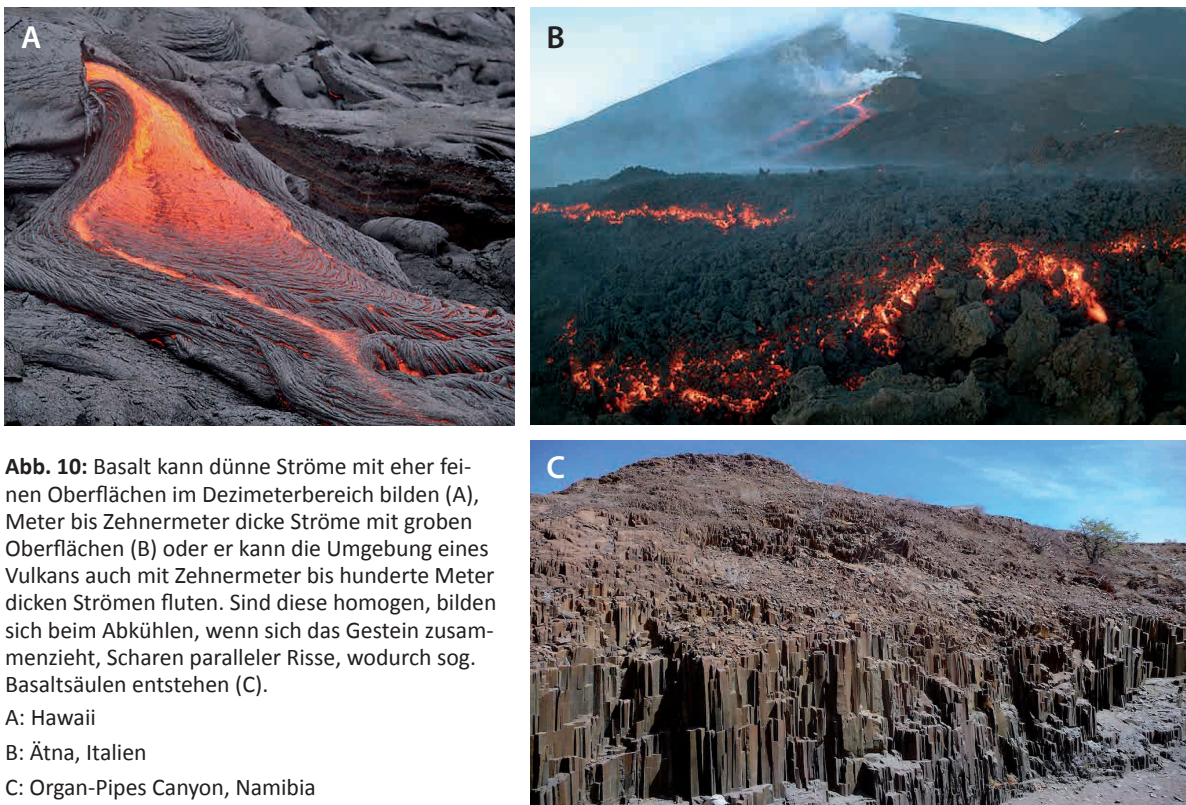 A
B
Abb. 10: Basalt kann dünne Ströme mit eher fei-
nen Oberflächen im Dezimeterbereich bilden (A),
Meter bis Zehnermeter dicke Ströme mit groben
Oberflächen (B) oder er kann die Umgebung eines
Vulkans auch mit Zehnermeter bis hunderte Meter
dicken Strömen fluten. Sind diese homogen, bilden
sich beim Abkühlen, wenn sich das Gestein zusam-
menzieht, Scharen paralleler Risse, wodurch sog.
Basaltsäulen entstehen (C).
A: Hawaii
B: Ätna, Italien
C: Organ-Pipes Canyon, Namibia
C